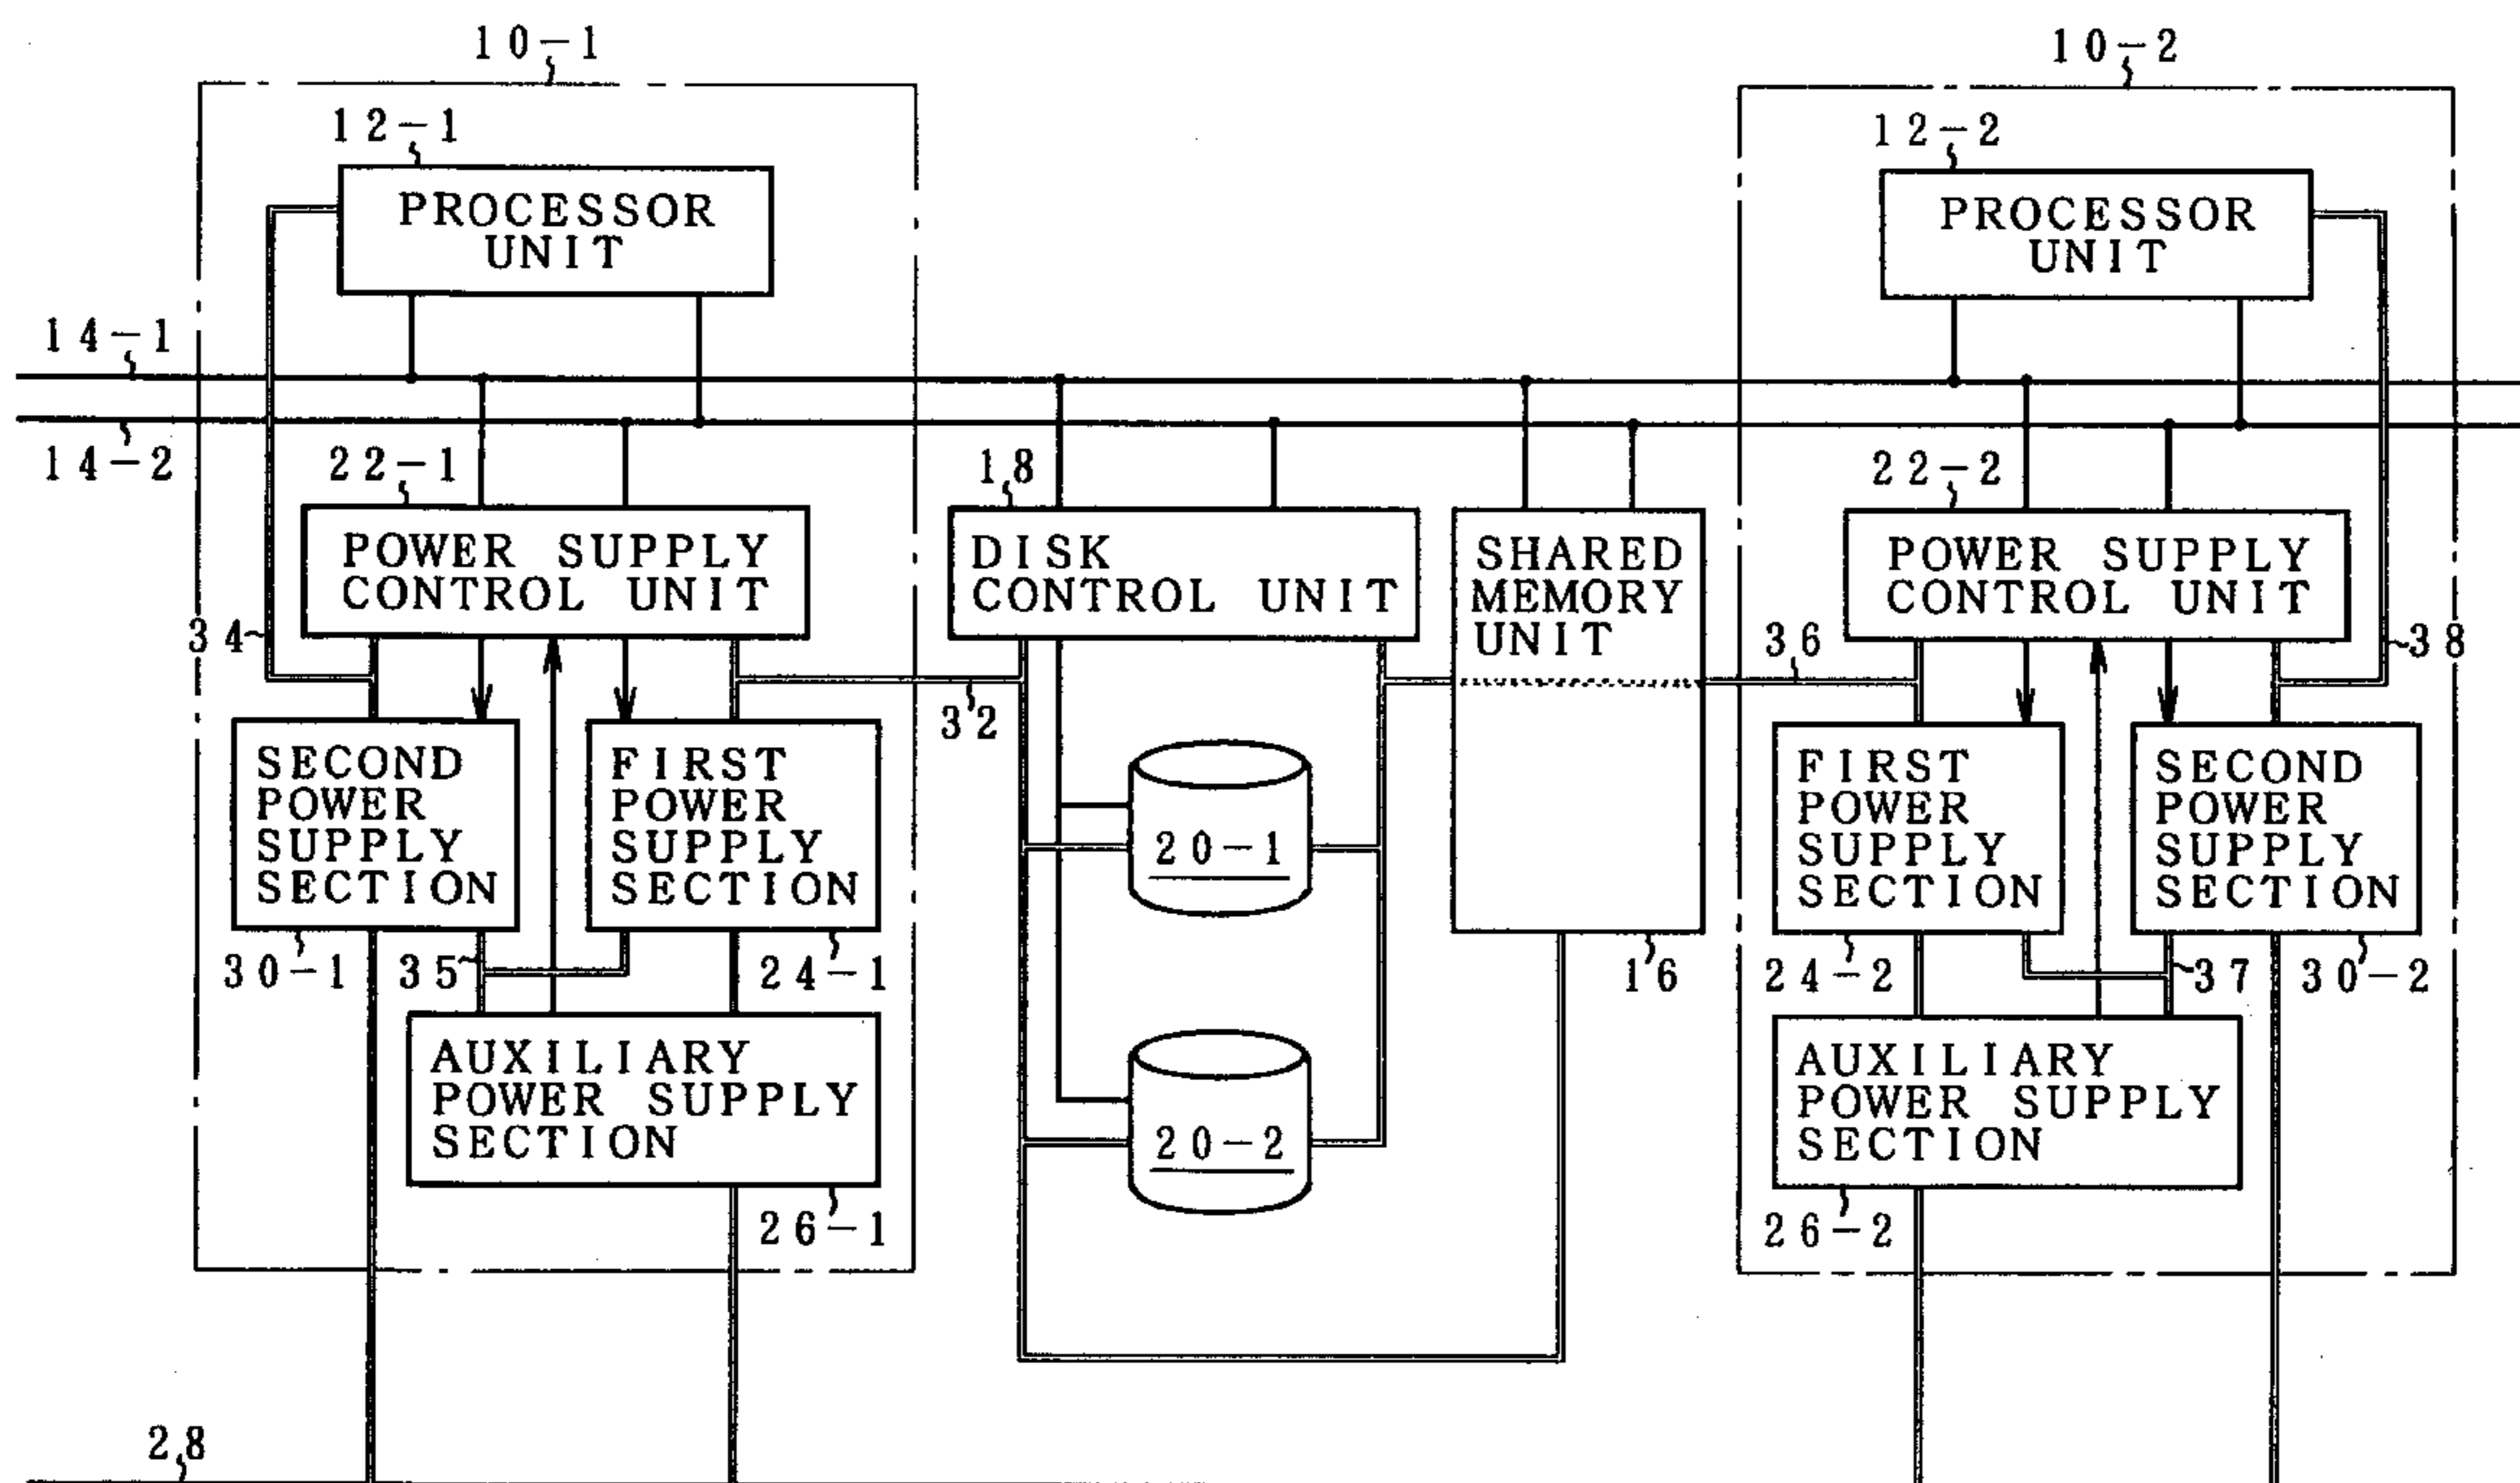 10-1
10-2
12-1
12-2
PROCESSOR
UNIT
PROCESSOR
UNIT
14-1
14-2
22-1
18
22-2
POWER SUPPLY
CONTROL UNIT
DISK
CONTROL UNIT
SHARED
MEMORY
UNIT
POWER SUPPLY
CONTROL UNIT
34
32
36
38
SECOND
POWER
SUPPLY
SECTION
FIRST
POWER
SUPPLY
SECTION
20-1
FIRST
POWER
SUPPLY
SECTION
SECOND
POWER
SUPPLY
SECTION
30-1
35
24-1
16
24-2
37
30-2
AUXILIARY
POWER SUPPLY
SECTION
20-2
AUXILIARY
POWER SUPPLY
SECTION
26-1
26-2
28